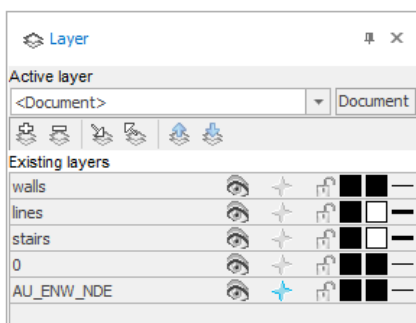 Layer
Active layer
<Document> Document
Existing layers
walls
lines
stairs
0
AU_ENW_NDE